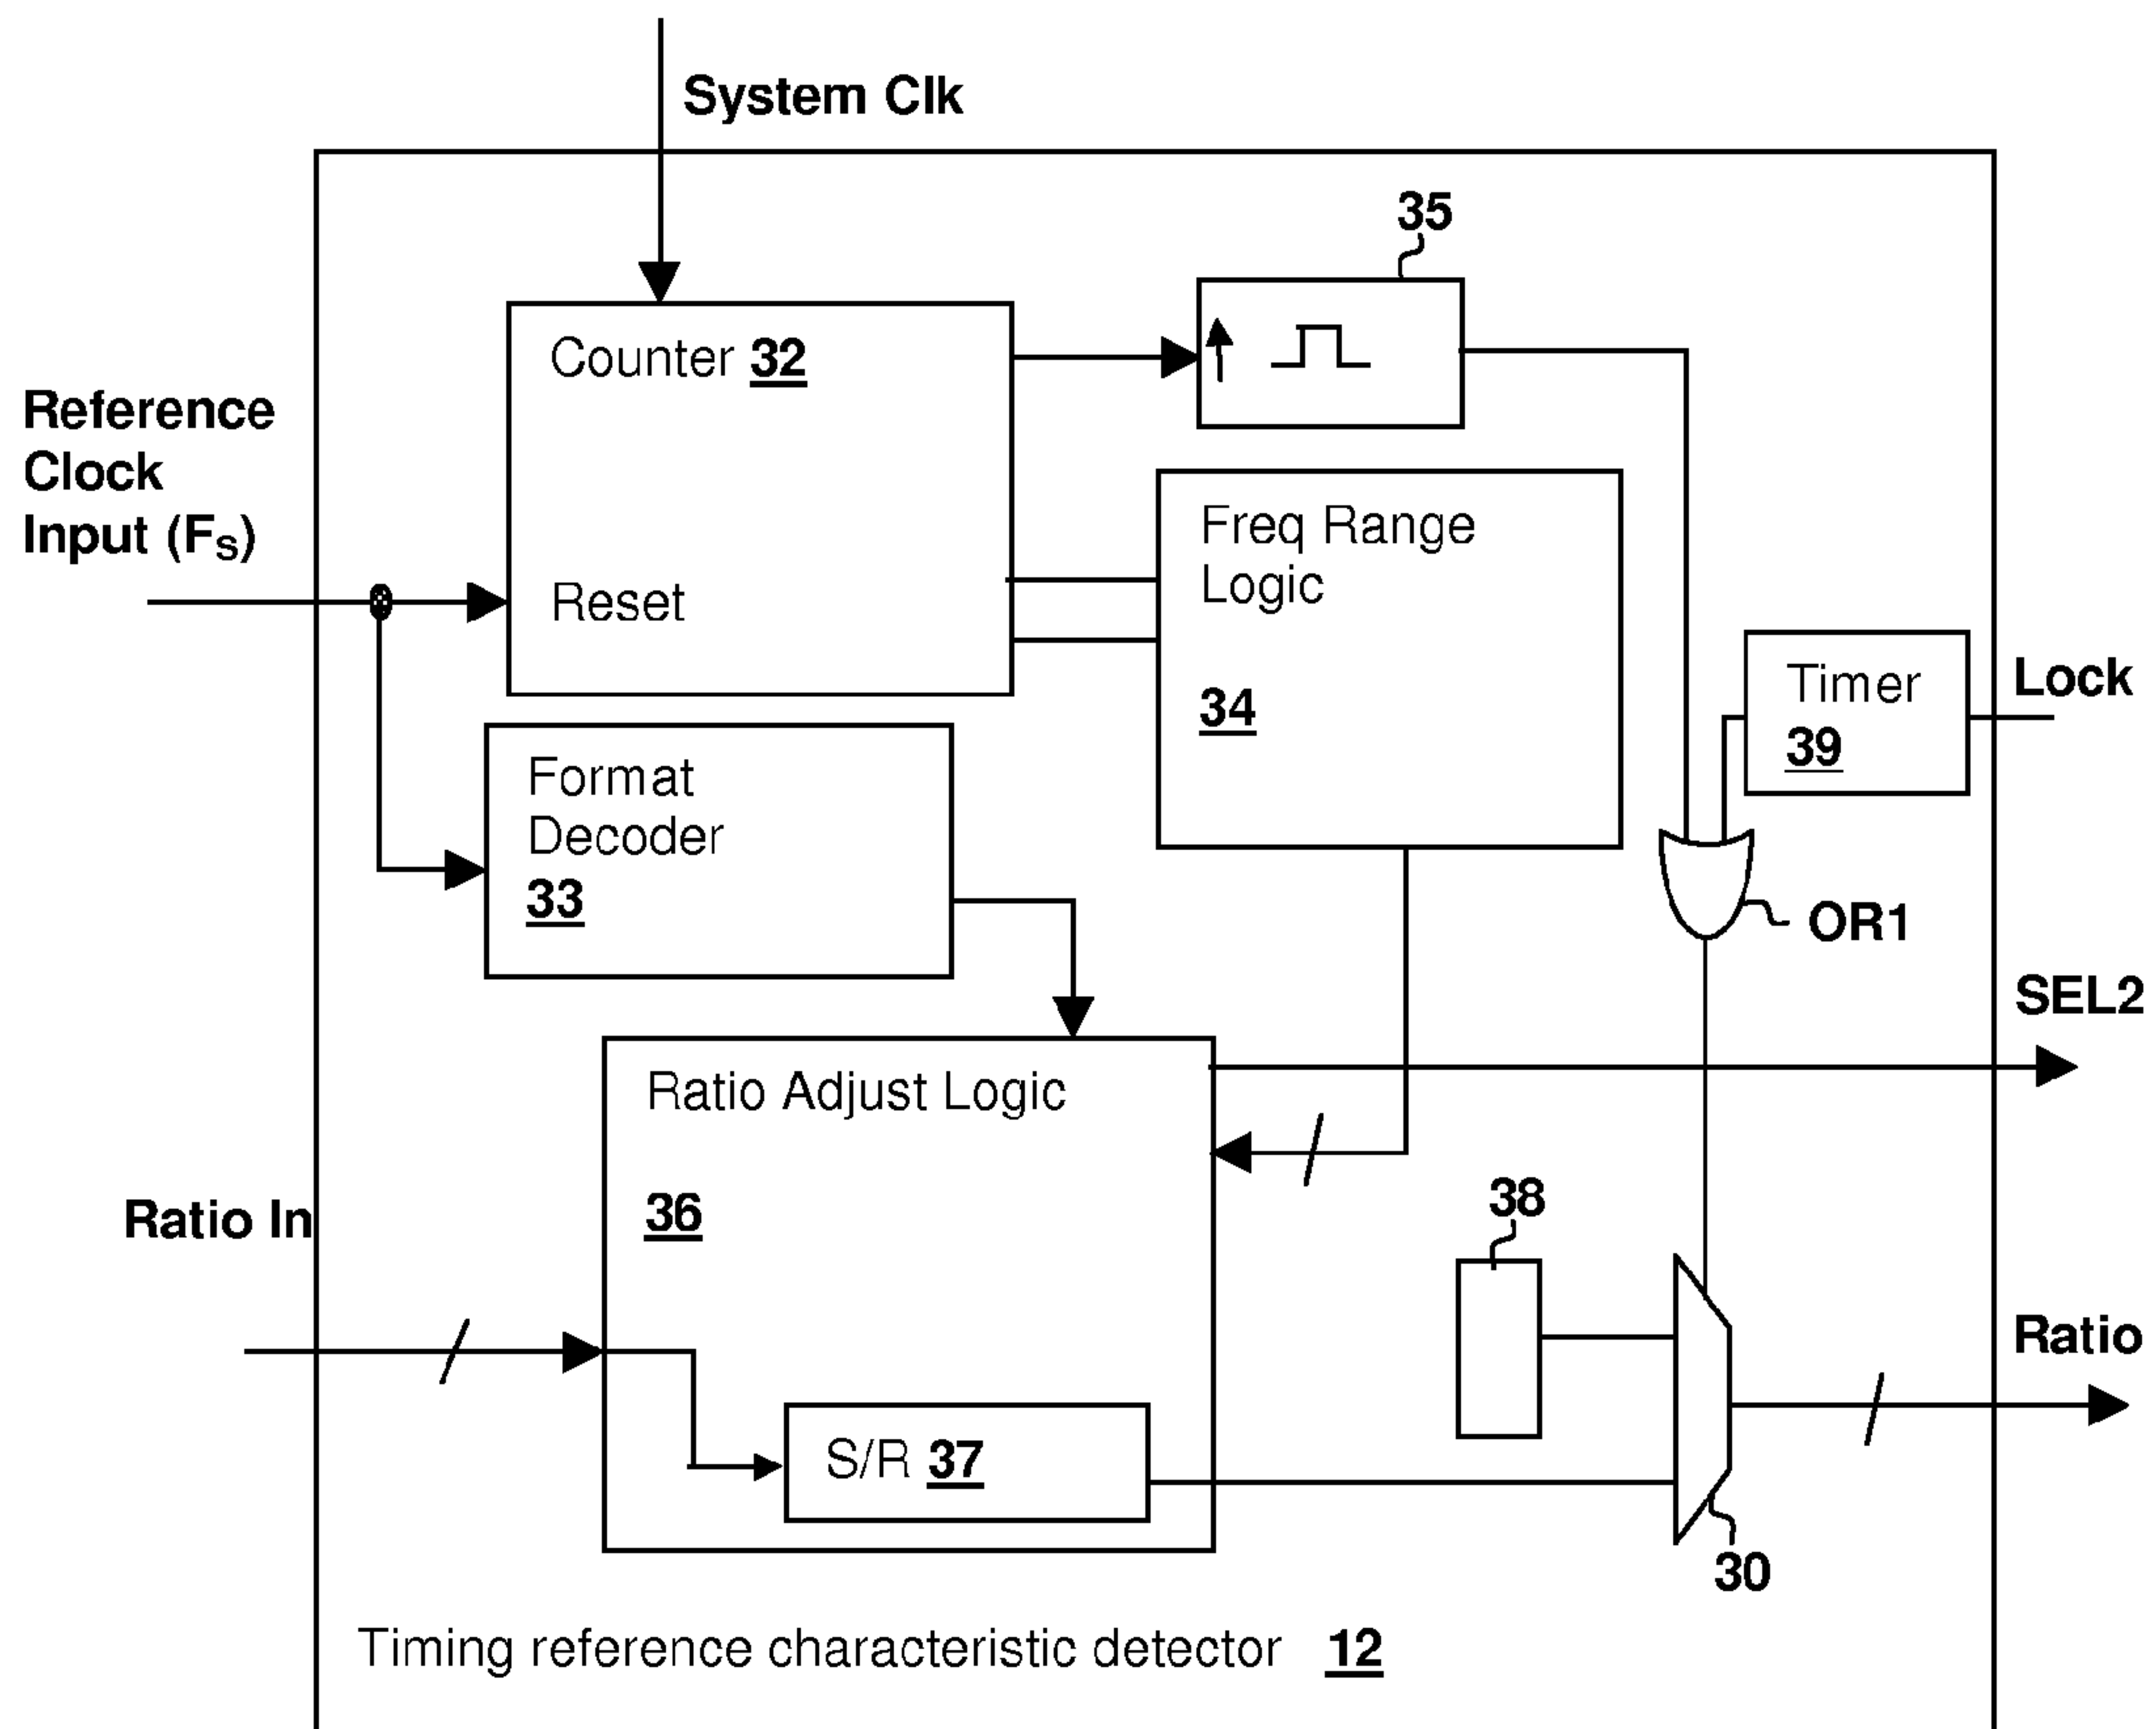 System Clk
35
Counter 32
Reference
Clock
Input (FS)
Freq Range
Logic
Reset
Timer
39
Lock
34
Format
Decoder
33
OR1
SEL2
Ratio Adjust Logic
36
Ratio In
38
Ratio
S/R 37
30
Timing reference characteristic detector 12